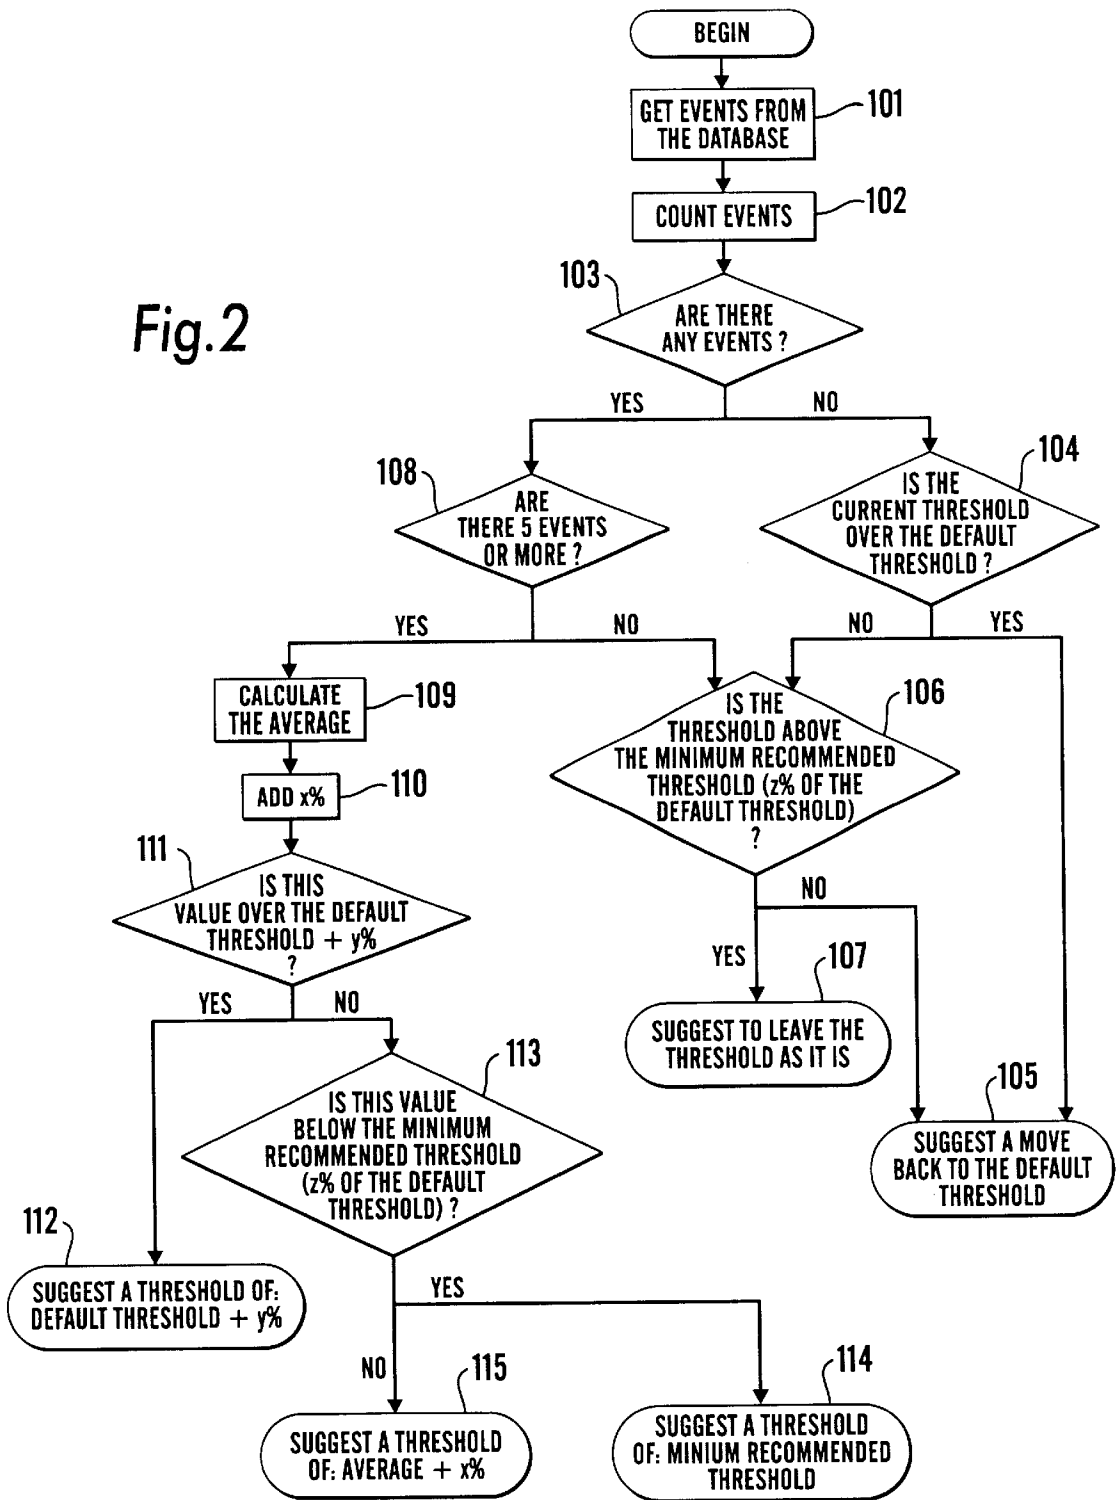 BEGIN
GET EVENTS FROM
THE DATABASE
101
COUNT EVENTS
102
103
ARE THERE
ANY EVENTS ?
Fig.2
YES
NO
108
ARE
THERE 5 EVENTS
OR MORE ?
104
IS THE
CURRENT THRESHOLD
OVER THE DEFAULT
THRESHOLD ?
YES
NO
NO
YES
CALCULATE
THE AVERAGE
109
106
IS THE
THRESHOLD ABOVE
THE MINIMUM RECOMMENDED
THRESHOLD (z% OF THE
DEFAULT THRESHOLD)
?
ADD x%
110
111
IS THIS
VALUE OVER THE DEFAULT
THRESHOLD + y%
?
NO
YES
107
SUGGEST TO LEAVE THE
THRESHOLD AS IT IS
YES
NO
113
IS THIS VALUE
BELOW THE MINIMUM
RECOMMENDED THRESHOLD
(z% OF THE DEFAULT
THRESHOLD) ?
105
SUGGEST A MOVE
BACK TO THE DEFAULT
THRESHOLD
112
SUGGEST A THRESHOLD OF:
DEFAULT THRESHOLD + y%
YES
NO
115
SUGGEST A THRESHOLD
OF: AVERAGE + x%
114
SUGGEST A THRESHOLD
OF: MINIUM RECOMMENDED
THRESHOLD